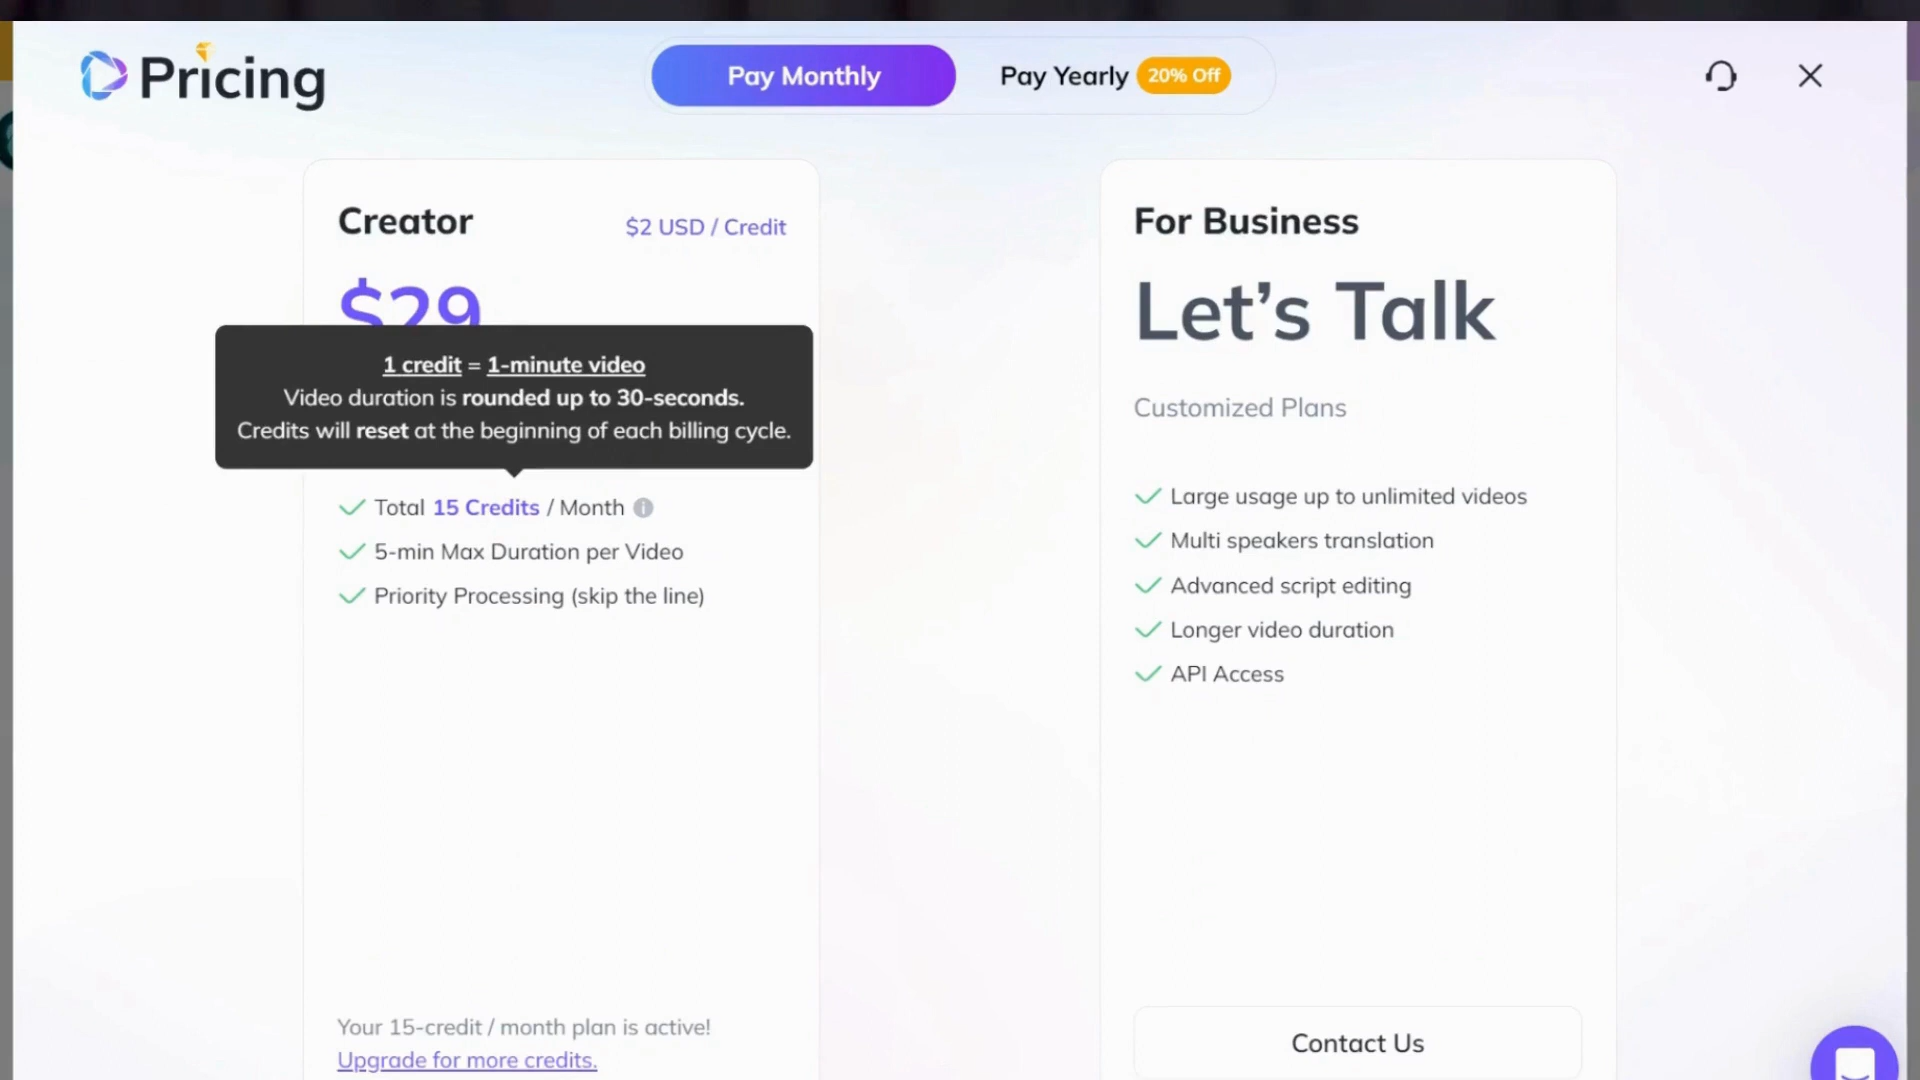 Pricing
Pay Monthly
Pay Yearly 20% Off
Creator
$2 USD / Credit
$29
1 credit = 1-minute video
Video duration is rounded up to 30-seconds.
Credits will reset at the beginning of each billing cycle.
Total 15 Credits / Month
5-min Max Duration per Video
Priority Processing (skip the line)
Your 15-credit / month plan is active!
Upgrade for more credits.
For Business
Let’s Talk
Customized Plans
Large usage up to unlimited videos
Multi speakers translation
Advanced script editing
Longer video duration
API Access
Contact Us